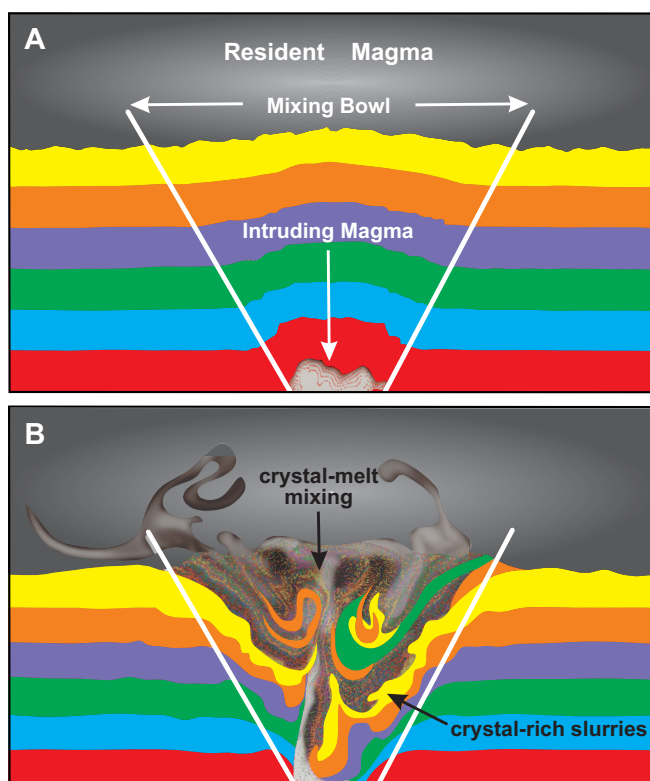 A
Resident Magma
Mixing Bowl
Intruding Magma
B
crystal-melt
mixing
crystal-rich slurries